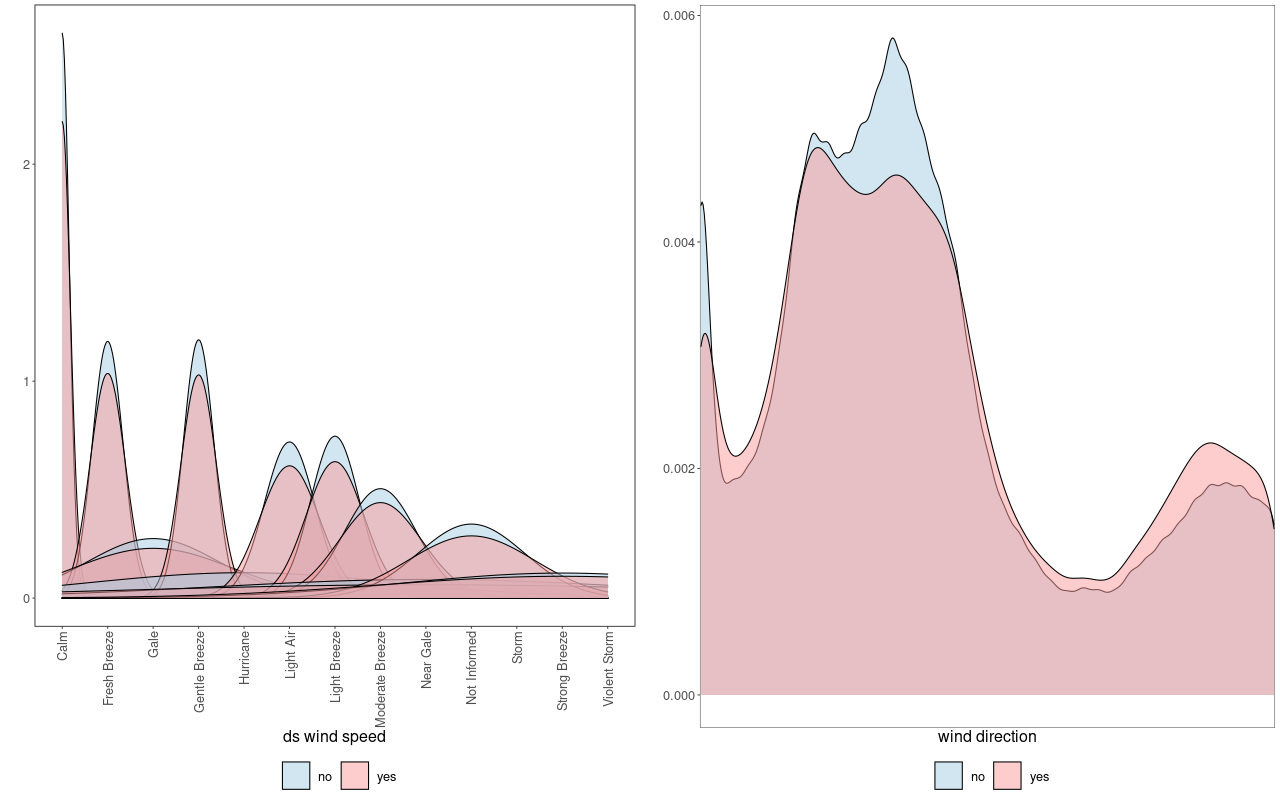 2
1
0
Calm
Fresh Breeze
Gale
Gentle Breeze
Hurricane
Light Air
Light Breeze
Moderate Breeze
Near Gale
Not Informed
Storm
Strong Breeze
Violent Storm
ds wind speed
no yes
0.006
0.004
0.002
0.000
wind direction
no yes